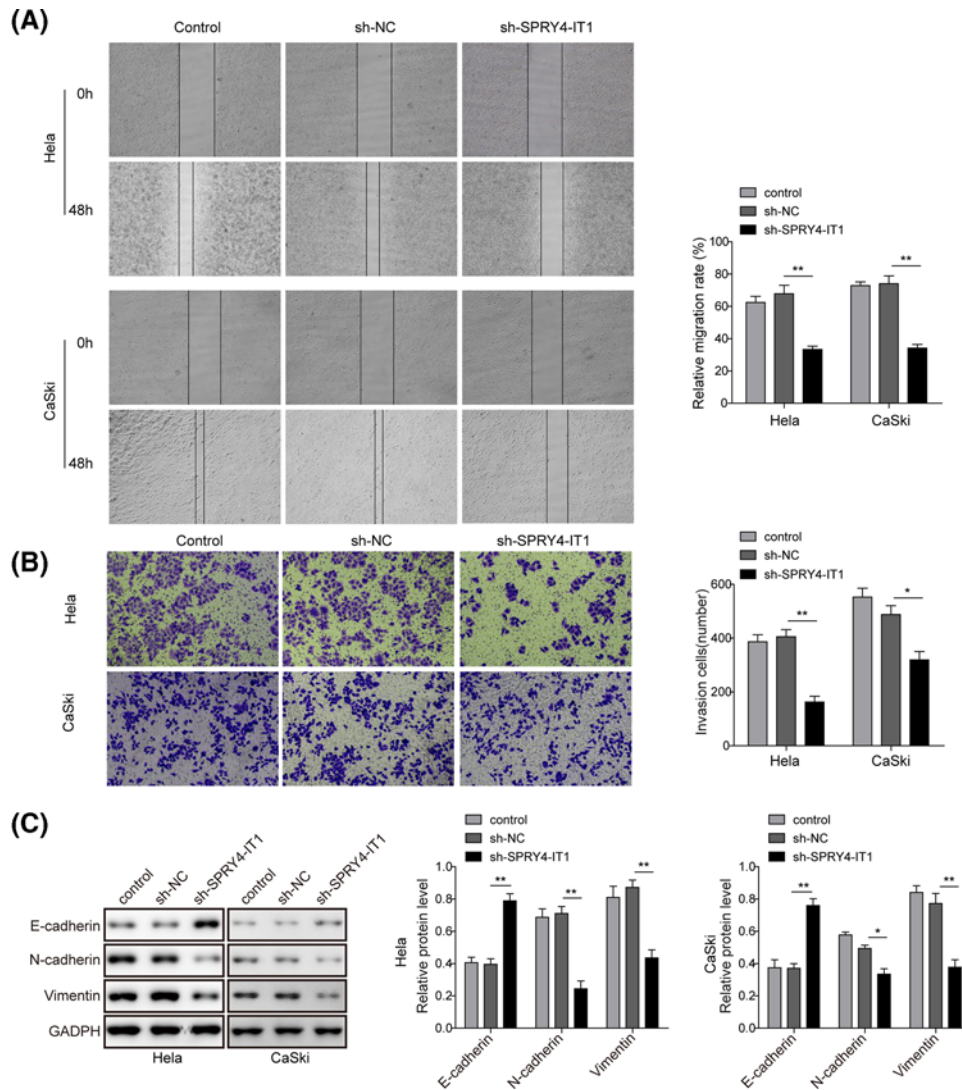 (A)
Control sh-NC sh-SPRY4-IT1
Hela
0h
48h
CaSki
0h
48h
control
sh-NC
sh-SPRY4-IT1
Relative migration rate (%)
100
80
60
40
20
0
** **
Hela CaSki
(B)
Control sh-NC sh-SPRY4-IT1
Hela
CaSki
control
sh-NC
sh-SPRY4-IT1
Invasion cells(number)
600
400
200
0
** *
Hela CaSki
(C)
control sh-NC sh-SPRY4-IT1 control sh-NC sh-SPRY4-IT1
E-cadherin
N-cadherin
Vimentin
GADPH
Hela CaSki
control
sh-NC
sh-SPRY4-IT1
Hela
Relative protein level
1.0
0.8
0.6
0.4
0.2
0.0
** ** **
E-cadherin N-cadherin Vimentin
control
sh-NC
sh-SPRY4-IT1
CaSki
Relative protein level
1.0
0.8
0.6
0.4
0.2
0.0
** * **
E-cadherin N-cadherin Vimentin